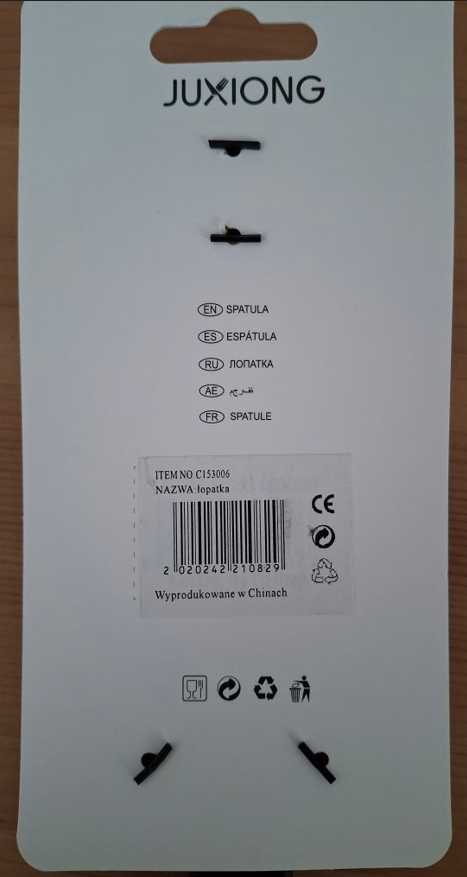 JUXIONG
EN SPATULA
ES ESPÁTULA
RU ЛОПАТКА
AE
FR SPATULE
ITEM NO C153006
NAZWA łopatka
CE
2 020242 210829
Wyprodukowane w Chinach